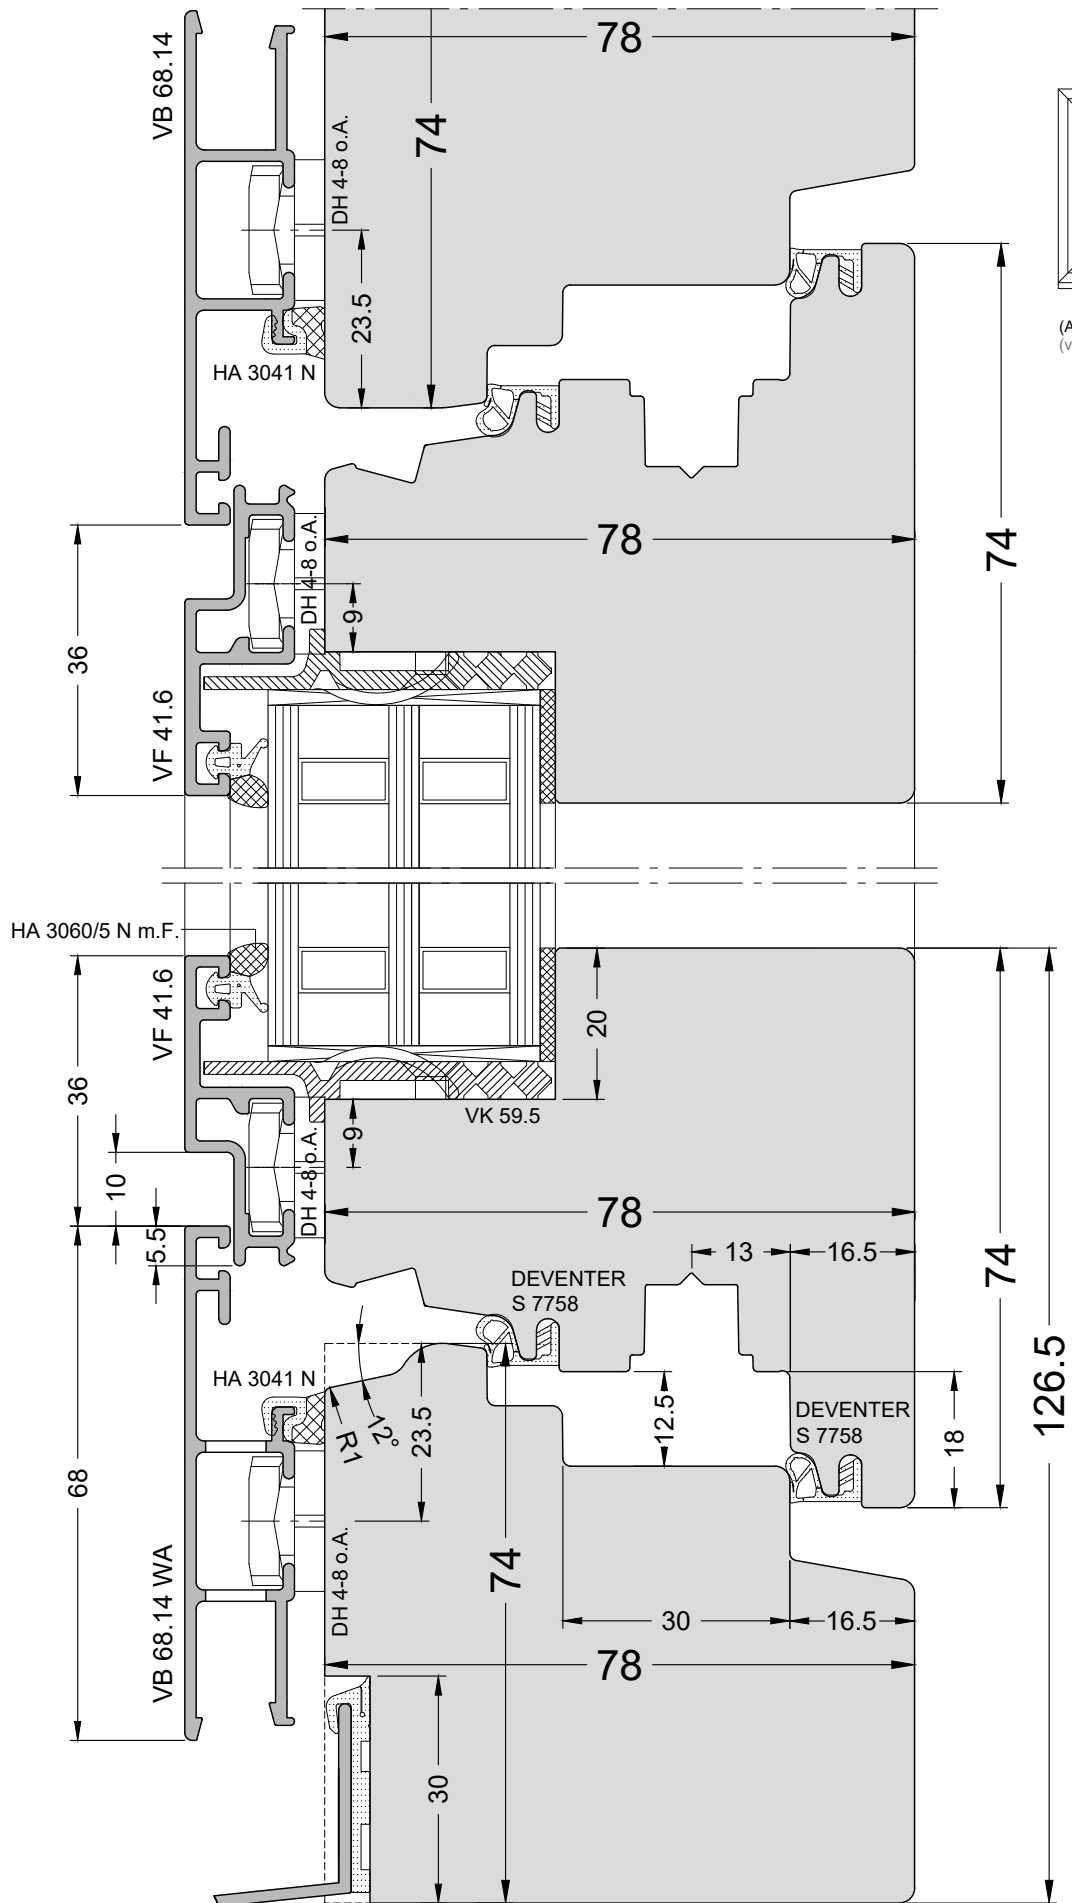 78
VB 68.14
74
DH 4-8 o.A.
23.5
HA 3041 N
(A
(v
78
74
DH 4-8 o.A.
9
36
VF 41.6
HA 3060/5 N m.F.
VF 41.6
36
20
VK 59.5
9
DH 4-8 o.A.
10
5.5
78
13
16.5
74
126.5
DEVENTER
S 7758
HA 3041 N
R1
12°
23.5
12.5
DEVENTER
S 7758
18
68
VB 68.14 WA
DH 4-8 o.A.
74
30
16.5
78
30